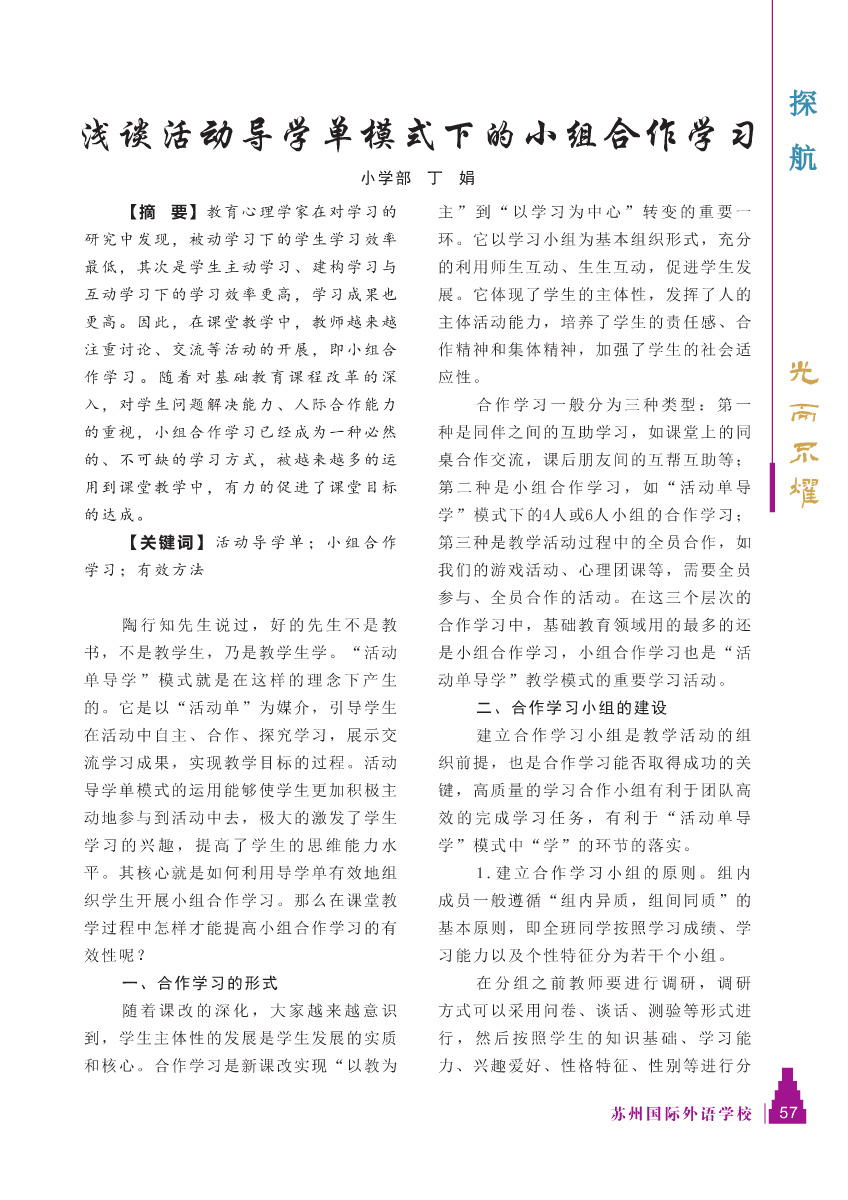 浅谈活动导学单模式下的小组合作学习
小学部 丁 娟
【摘 要】教育心理学家在对学习的
研究中发现，被动学习下的学生学习效率
最低，其次是学生主动学习、建构学习与
互动学习下的学习效率更高，学习成果也
更高。因此，在课堂教学中，教师越来越
注重讨论、交流等活动的开展，即小组合
作学习。随着对基础教育课程改革的深
入，对学生问题解决能力、人际合作能力
的重视，小组合作学习已经成为一种必然
的、不可缺的学习方式，被越来越多的运
用到课堂教学中，有力的促进了课堂目标
的达成。
【关键词】活动导学单；小组合作
学习；有效方法
陶行知先生说过，好的先生不是教
书，不是教学生，乃是教学生学。“活动
单导学”模式就是在这样的理念下产生
的。它是以“活动单”为媒介，引导学生
在活动中自主、合作、探究学习，展示交
流学习成果，实现教学目标的过程。活动
导学单模式的运用能够使学生更加积极主
动地参与到活动中去，极大的激发了学生
学习的兴趣，提高了学生的思维能力水
平。其核心就是如何利用导学单有效地组
织学生开展小组合作学习。那么在课堂教
学过程中怎样才能提高小组合作学习的有
效性呢？
一、合作学习的形式
随着课改的深化，大家越来越意识
到，学生主体性的发展是学生发展的实质
和核心。合作学习是新课改实现“以教为
主”到“以学习为中心”转变的重要一
环。它以学习小组为基本组织形式，充分
的利用师生互动、生生互动，促进学生发
展。它体现了学生的主体性，发挥了人的
主体活动能力，培养了学生的责任感、合
作精神和集体精神，加强了学生的社会适
应性。
合作学习一般分为三种类型：第一
种是同伴之间的互助学习，如课堂上的同
桌合作交流，课后朋友间的互帮互助等；
第二种是小组合作学习，如“活动单导
学”模式下的4人或6人小组的合作学习；
第三种是教学活动过程中的全员合作，如
我们的游戏活动、心理团课等，需要全员
参与、全员合作的活动。在这三个层次的
合作学习中，基础教育领域用的最多的还
是小组合作学习，小组合作学习也是“活
动单导学”教学模式的重要学习活动。
二、合作学习小组的建设
建立合作学习小组是教学活动的组
织前提，也是合作学习能否取得成功的关
键，高质量的学习合作小组有利于团队高
效的完成学习任务，有利于“活动单导
学”模式中“学”的环节的落实。
1.建立合作学习小组的原则。组内
成员一般遵循“组内异质，组间同质”的
基本原则，即全班同学按照学习成绩、学
习能力以及个性特征分为若干个小组。
在分组之前教师要进行调研，调研
方式可以采用问卷、谈话、测验等形式进
行，然后按照学生的知识基础、学习能
力、兴趣爱好、性格特征、性别等进行分
探航
光而不耀
苏州国际外语学校 57